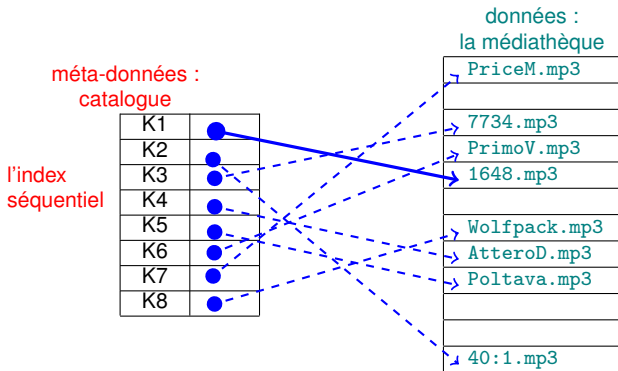 données :
la médiathèque
méta-données :
catalogue
l'index
séquentiel
K1
K2
K3
K4
K5
K6
K7
K8
PriceM.mp3
7734.mp3
PrimoV.mp3
1648.mp3
Wolfpack.mp3
AtteroD.mp3
Poltava.mp3
40:1.mp3